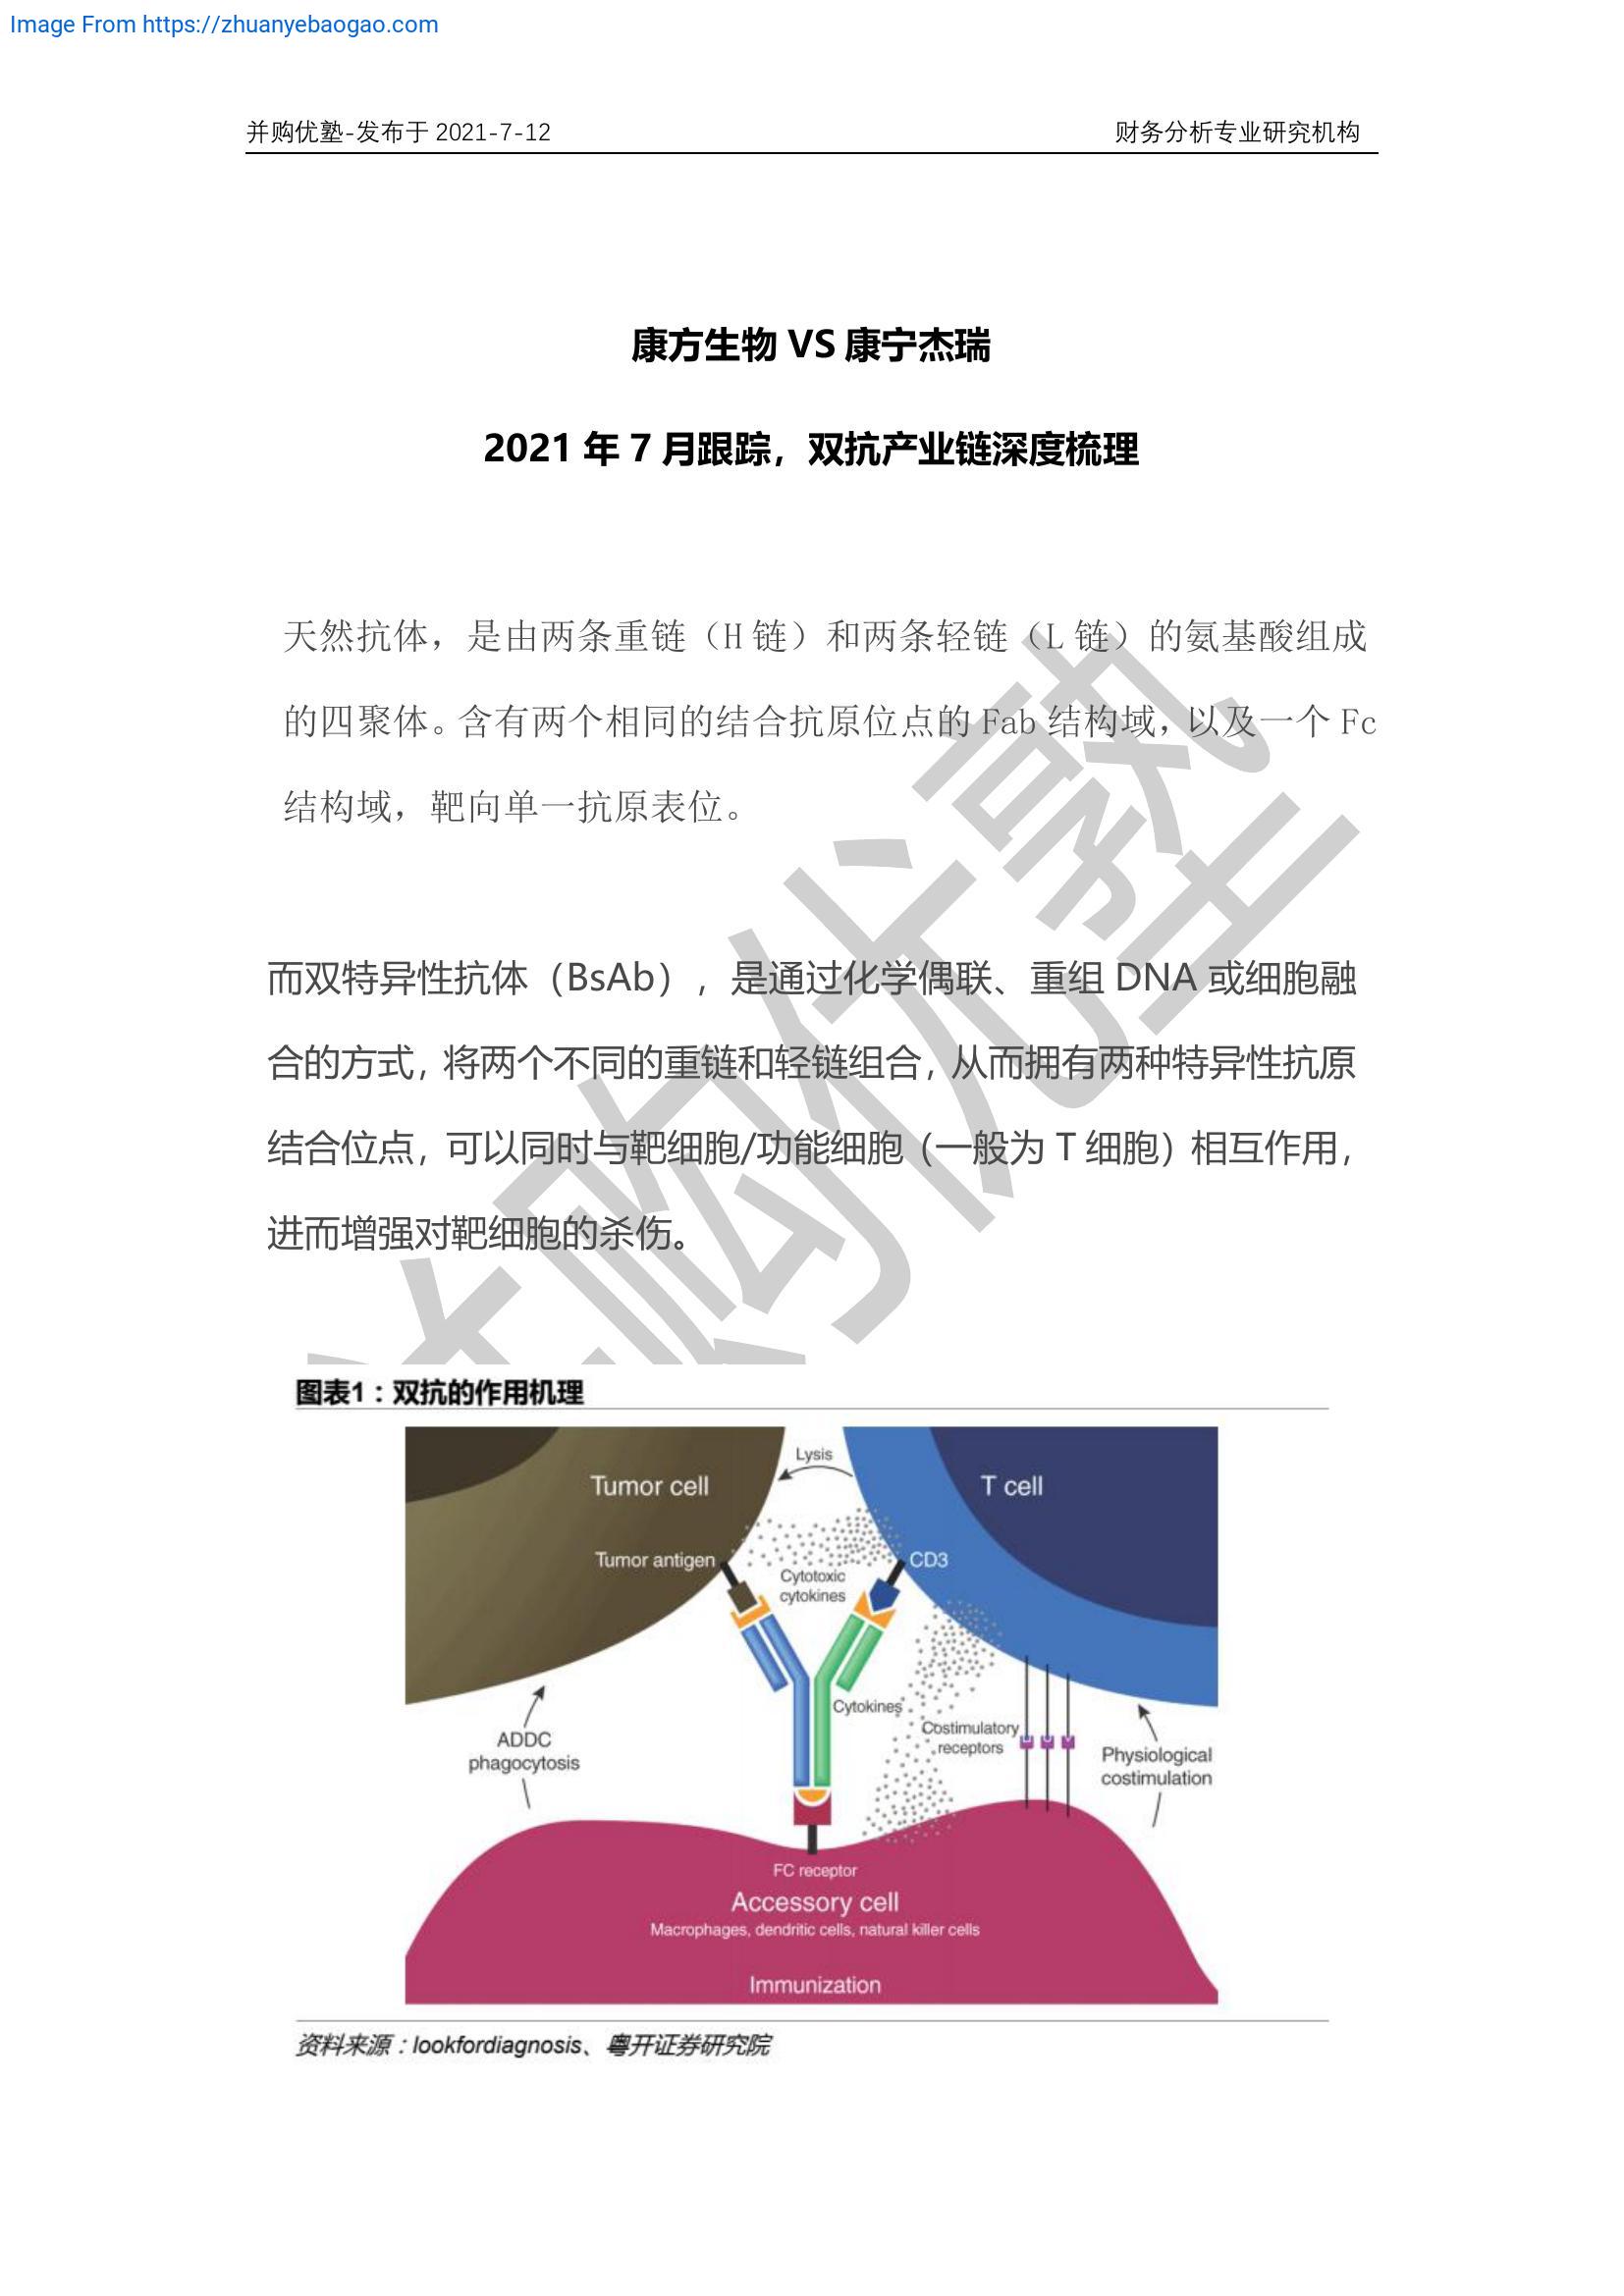 Image From https://zhuanyebaogao.com
并购优塾-发布于 2021-7-12 财务分析专业研究机构
康方生物 VS 康宁杰瑞
2021 年 7 月跟踪，双抗产业链深度梳理
天然抗体，是由两条重链（H 链）和两条轻链（L 链）的氨基酸组成
的四聚体。含有两个相同的结合抗原位点的 Fab 结构域，以及一个 Fc
结构域，靶向单一抗原表位。
而双特异性抗体（BsAb），是通过化学偶联、重组 DNA 或细胞融
合的方式，将两个不同的重链和轻链组合，从而拥有两种特异性抗原
结合位点，可以同时与靶细胞/功能细胞（一般为 T 细胞）相互作用，
进而增强对靶细胞的杀伤。
购优塾
图表1：双抗的作用机理
Lysis
Tumor cell
T cell
Tumor antigen
CD3
Cytotoxic
cytokines
Cytokines
Costimulatory
receptors
ADDC
phagocytosis
Physiological
costimulation
FC receptor
Accessory cell
Macrophages, dendritic cells, natural killer cells
Immunization
资料来源：lookfordiagnosis、粤开证券研究院